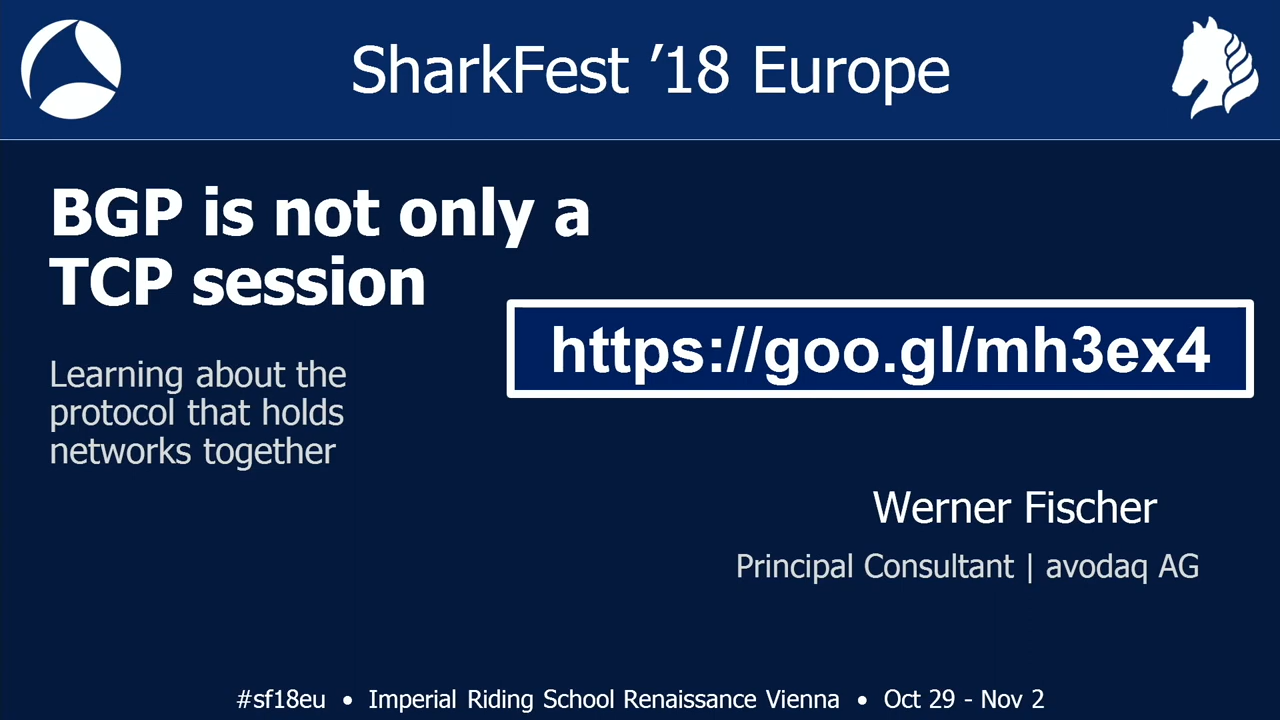 SharkFest ’18 Europe
BGP is not only a
TCP session
https://goo.gl/mh3ex4
Learning about the
protocol that holds
networks together
Werner Fischer
Principal Consultant | avodaq AG
#sf18eu • Imperial Riding School Renaissance Vienna • Oct 29 - Nov 2